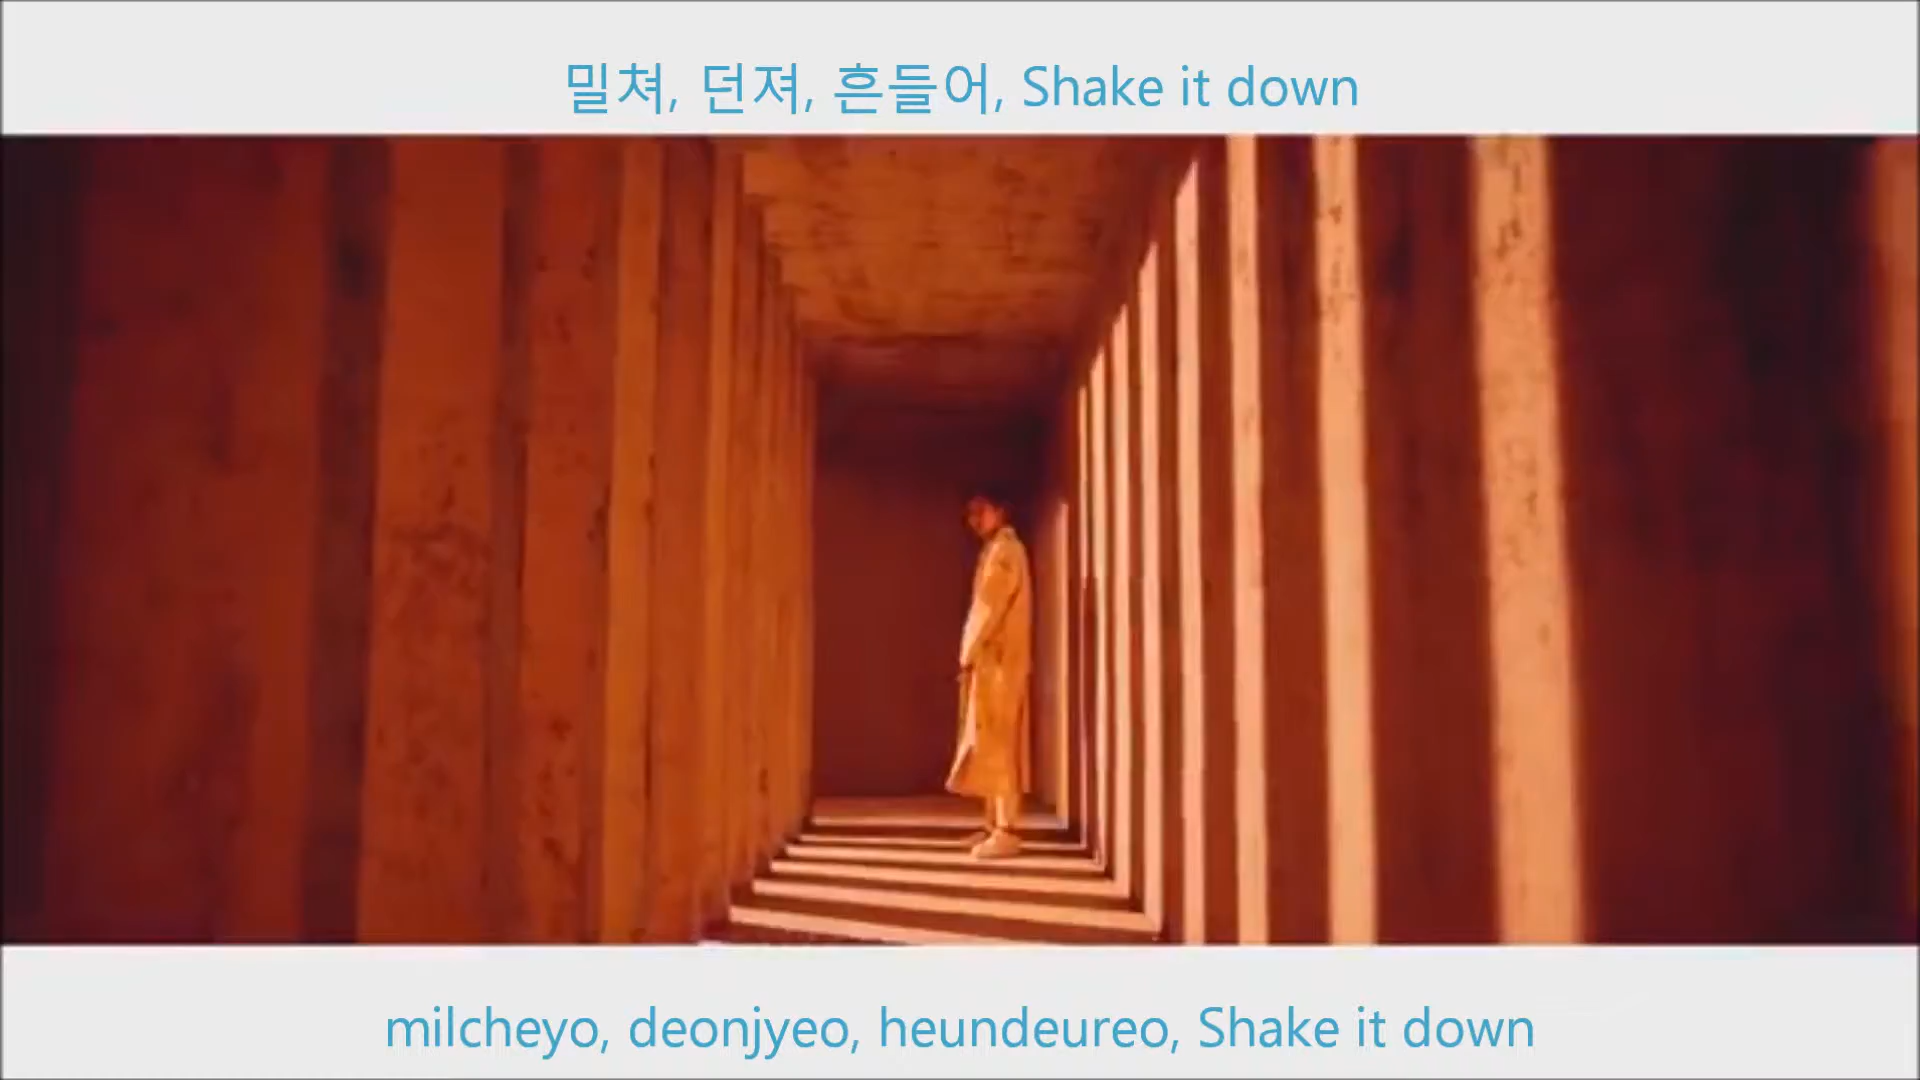 밀쳐, 던져, 흔들어, Shake it down
milcheyo, deonjyeo, heundeureo, Shake it down